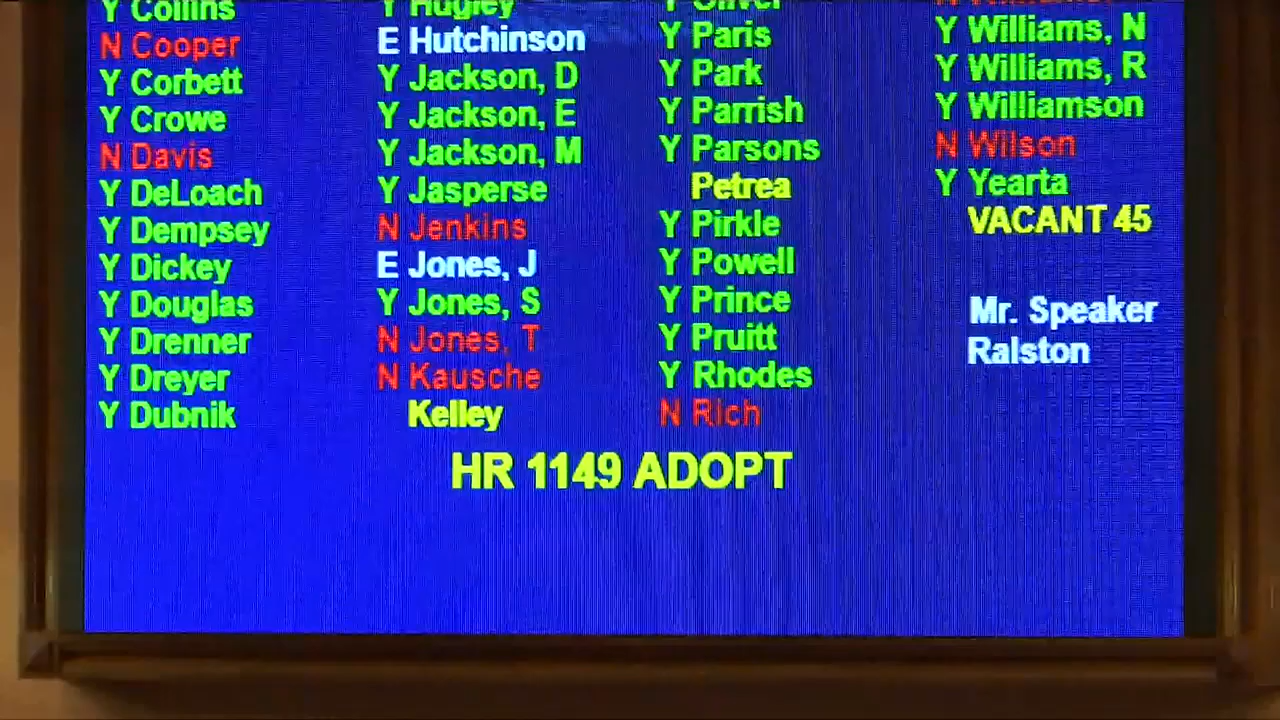 Y Collins
N Cooper
Y Corbett
Y Crowe
N Davis
Y DeLoach
Y Dempsey
Y Dickey
Y Douglas
Y Drenner
Y Dreyer
Y Dubnik
Y Hugley
E Hutchinson
Y Jackson, D
Y Jackson, E
Y Jackson, M
Y Jasperse
N Jenkins
E Jones, J
Y Jones, S
N Jones, T
N Kausche
Kelley
Y Oliver
Y Paris
Y Park
Y Parrish
Y Parsons
Petrea
Y Pirkle
Y Powell
Y Prince
Y Pruitt
Y Rhodes
N Rich
Y Williams, N
Y Williams, R
Y Williamson
N Wilson
Y Yearta
VACANT 45
Mr. Speaker
Ralston
HR 1149 ADOPT